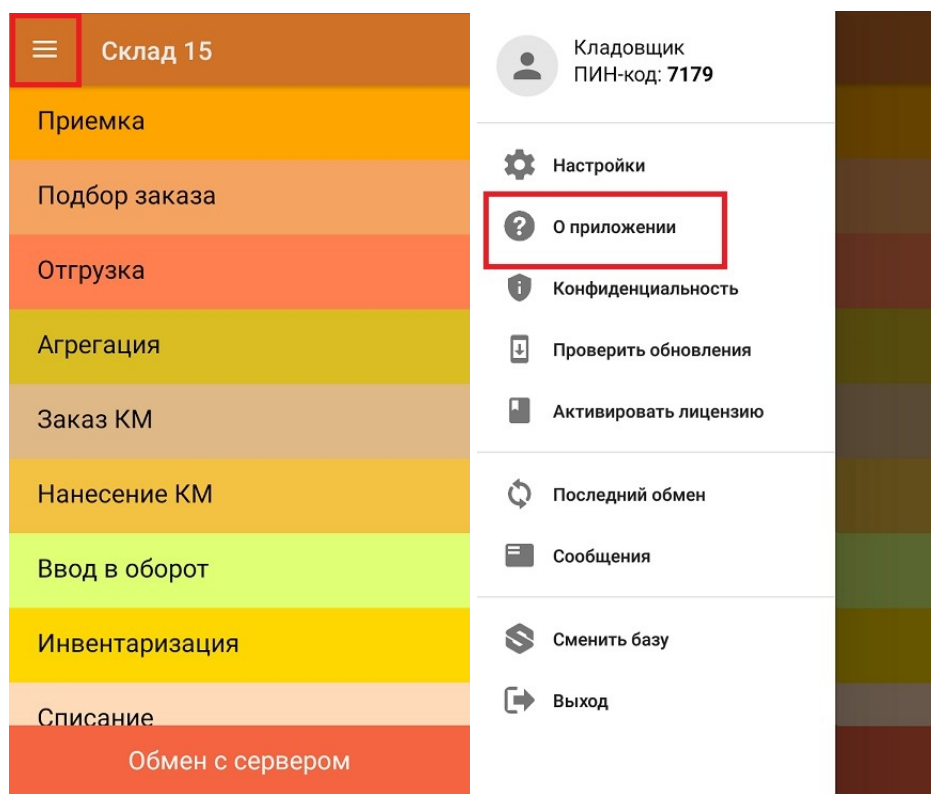 Склад 15
Приемка
Подбор заказа
Отгрузка
Агрегация
Заказ КМ
Нанесение КМ
Ввод в оборот
Инвентаризация
Списание
Обмен с сервером
Кладовщик
ПИН-код: 7179
Настройки
О приложении
Конфиденциальность
Проверить обновления
Активировать лицензию
Последний обмен
Сообщения
Сменить базу
Выход